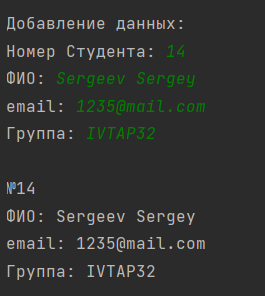 Добавление данных:
Номер Студента: 14
ФИО: Sergeev Sergey
email: 1235@mail.com
Группа: IVTAP32
№14
ФИО: Sergeev Sergey
email: 1235@mail.com
Группа: IVTAP32